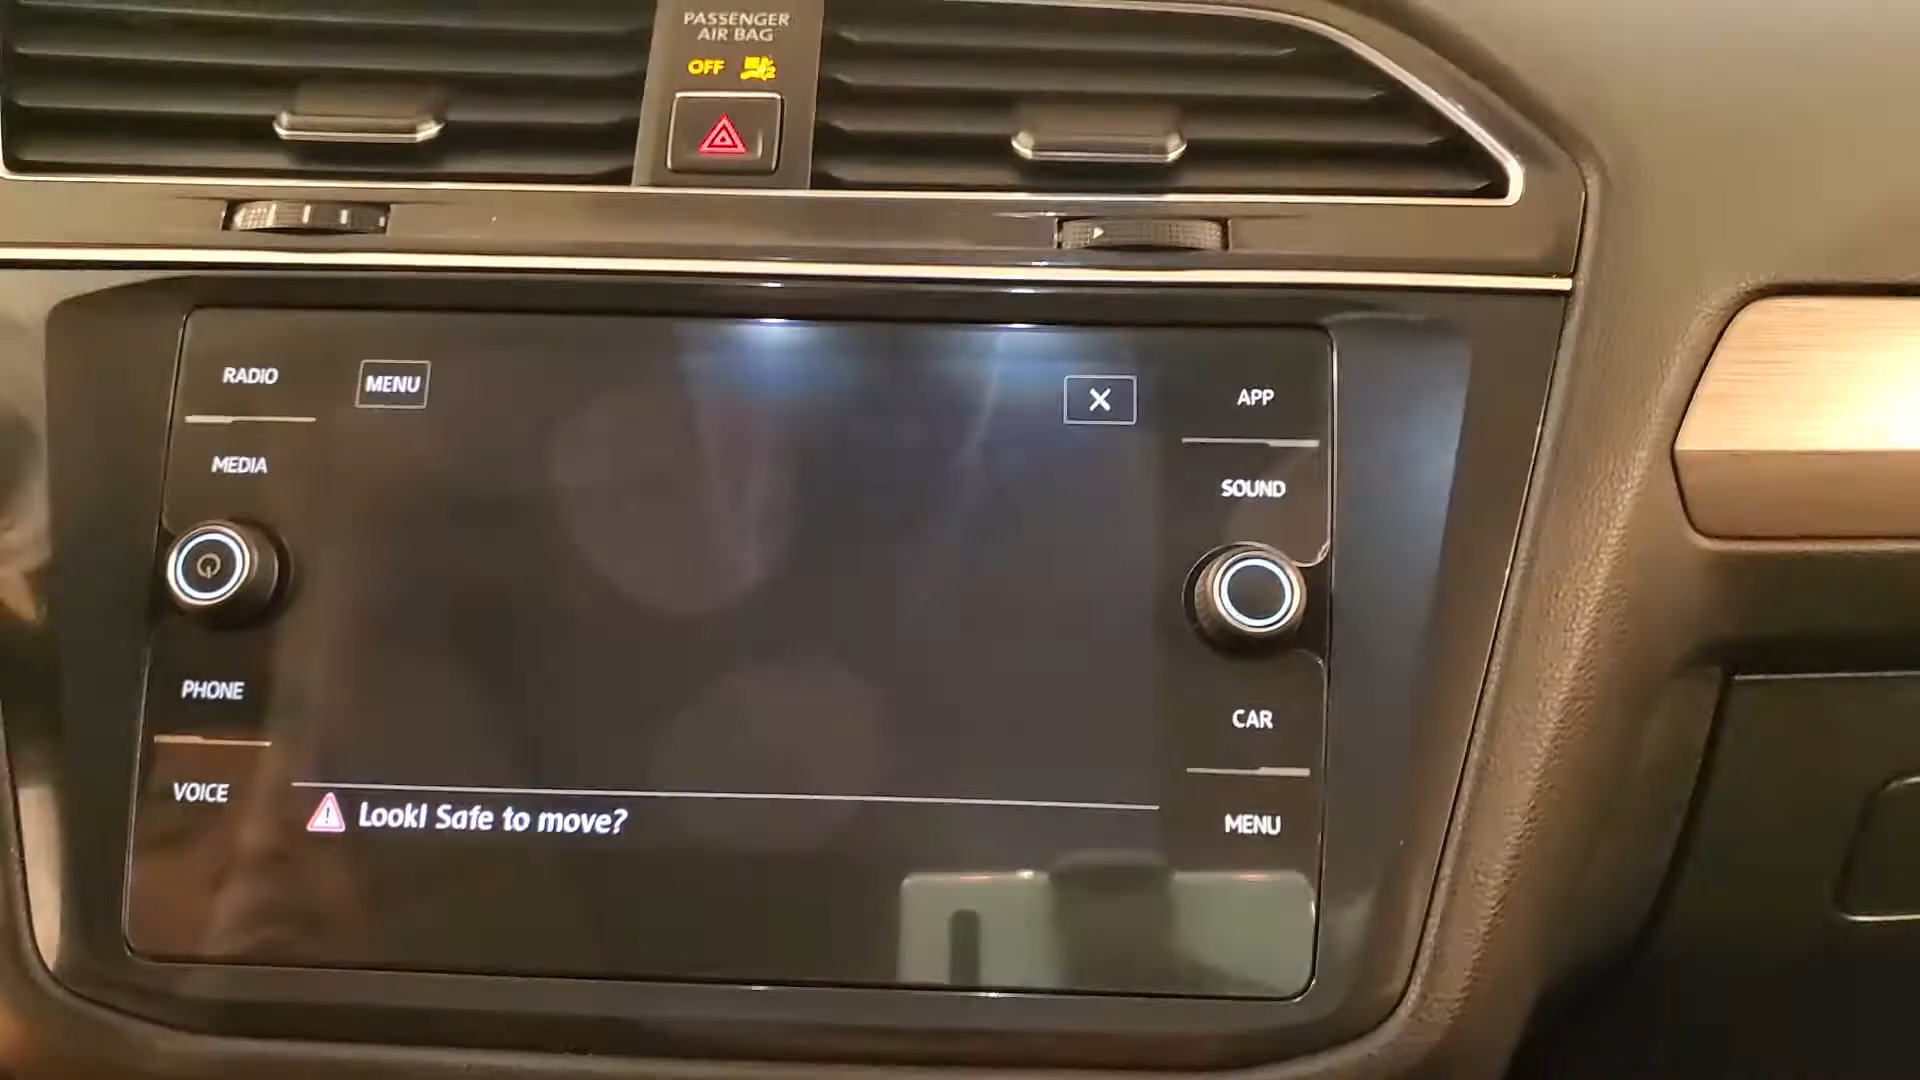 PASSENGER
AIR BAG
OFF
RADIO
MENU
X
APP
MEDIA
SOUND
PHONE
CAR
VOICE
Look! Safe to move?
MENU